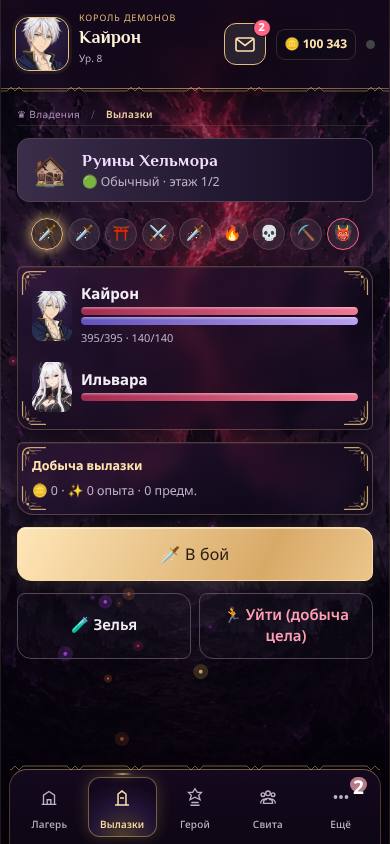 КОРОЛЬ ДЕМОНОВ
Кайрон
Ур. 8
2
100 343
Владения / Вылазки
Руины Хельмора
Обычный · этаж 1/2
Кайрон
395/395 · 140/140
Ильвара
Добыча вылазки
0 · 0 опыта · 0 предм.
В бой
Зелья
Уйти (добыча
цела)
2
Лагерь
Вылазки
Герой
Свита
Ещё